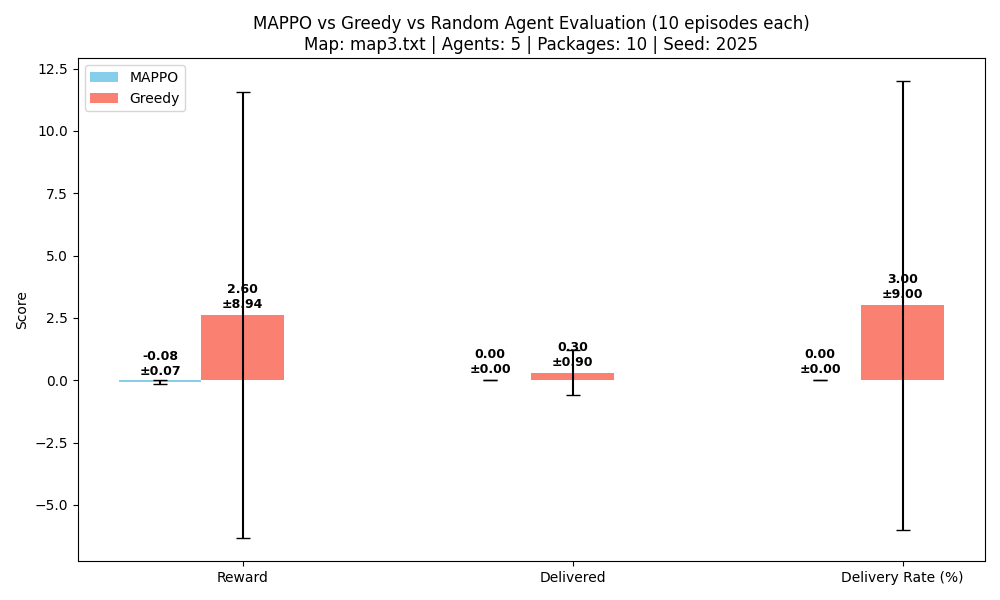 MAPPO vs Greedy vs Random Agent Evaluation (10 episodes each)
Map: map3.txt | Agents: 5 | Packages: 10 | Seed: 2025
MAPPO
Greedy
Score
12.5
10.0
7.5
5.0
2.5
0.0
−2.5
−5.0
-0.08
±0.07
2.60
±8.94
0.00
±0.00
0.30
±0.90
0.00
±0.00
3.00
±9.00
Reward
Delivered
Delivery Rate (%)